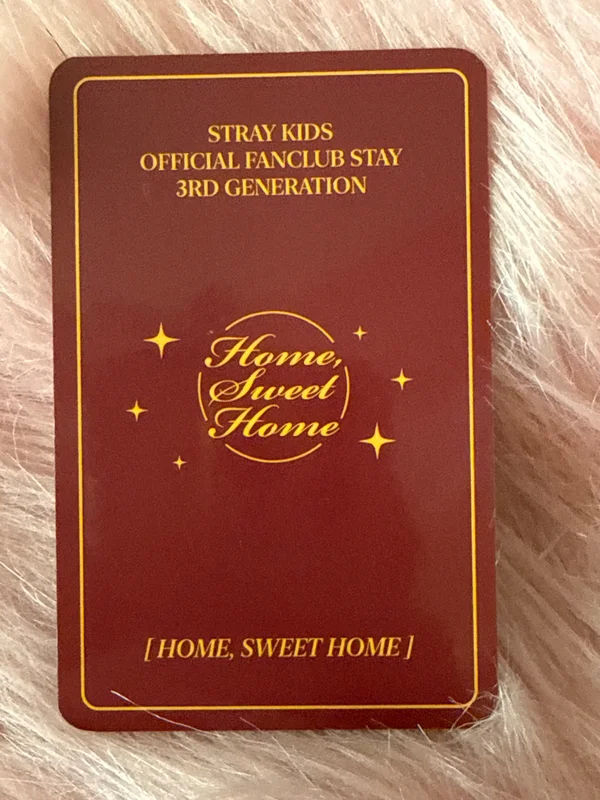 STRAY KIDS
OFFICIAL FANCLUB STAY
3RD GENERATION
Home,
Sweet
Home
[ HOME, SWEET HOME ]